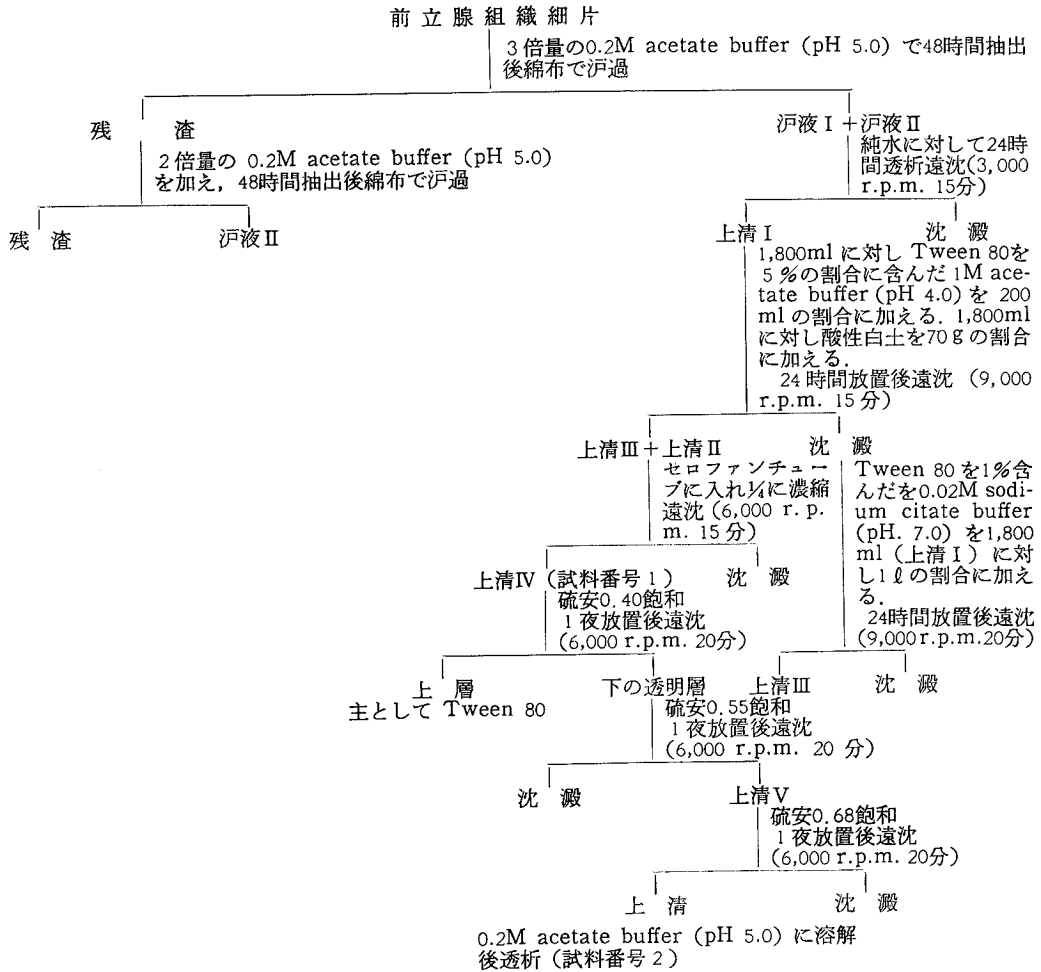 前立腺組織細片
3倍量の0.2M acetate buffer (pH 5.0) で48時間抽出
後綿布で沪過
残 渣
2倍量の 0.2M acetate buffer (pH 5.0)
を加え，48時間抽出後綿布で沪過
残 渣
沪液Ⅱ
沪液Ⅰ＋沪液Ⅱ
純水に対して24時
間透析遠沈(3,000
r.p.m. 15分)
上清Ⅰ
沈 澱
1,800ml に対し Tween 80を
5％の割合に含んだ 1M ace-
tate buffer (pH 4.0) を 200
ml の割合に加える. 1,800ml
に対し酸性白土を70gの割合
に加える.
24時間放置後遠沈 (9,000
r.p.m. 15分)
上清Ⅲ＋上清Ⅱ
沈 澱
セロファンチュー
ブに入れ¼に濃縮
遠沈 (6,000 r. p.
m. 15分)
Tween 80 を1％含
んだを0.02M sodi-
um citate buffer
(pH. 7.0) を1,800
ml (上清Ⅰ) に対
し1ℓの割合に加え
る.
24時間放置後遠沈
(9,000r.p.m.20分)
上清Ⅳ (試料番号1)
沈 澱
硫安0.40飽和
1夜放置後遠沈
(6,000 r.p.m. 20分)
上 層
主として Tween 80
下の透明層
上清Ⅲ
沈 澱
硫安0.55飽和
1夜放置後遠沈
(6,000 r.p.m. 20 分)
沈 澱
上清Ⅴ
硫安0.68飽和
1夜放置後遠沈
(6,000 r.p.m. 20分)
上 清
沈 澱
0.2M acetate buffer (pH 5.0) に溶解
後透析 (試料番号2)